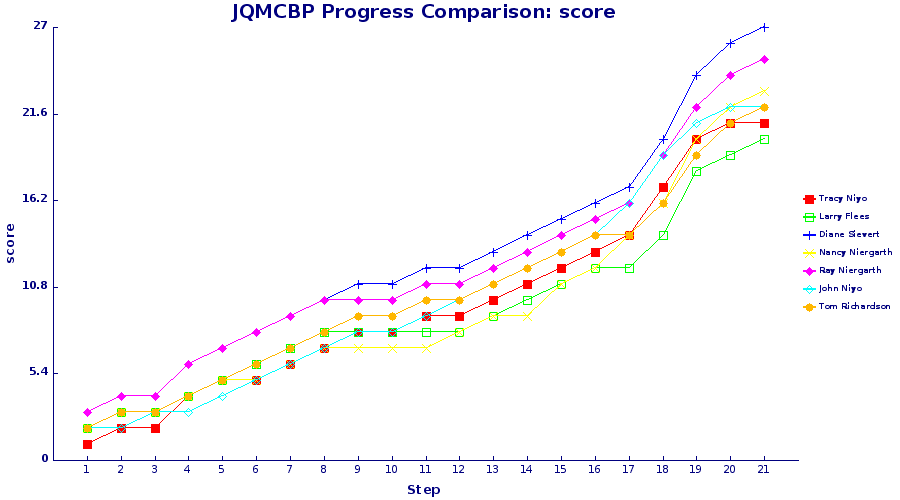 JQMCBP Progress Comparison: score
27
21.6
16.2
10.8
5.4
0
score
1 2 3 4 5 6 7 8 9 10 11 12 13 14 15 16 17 18 19 20 21
Step
Tracy Niyo
Larry Flees
Diane Sievert
Nancy Niergarth
Ray Niergarth
John Niyo
Tom Richardson